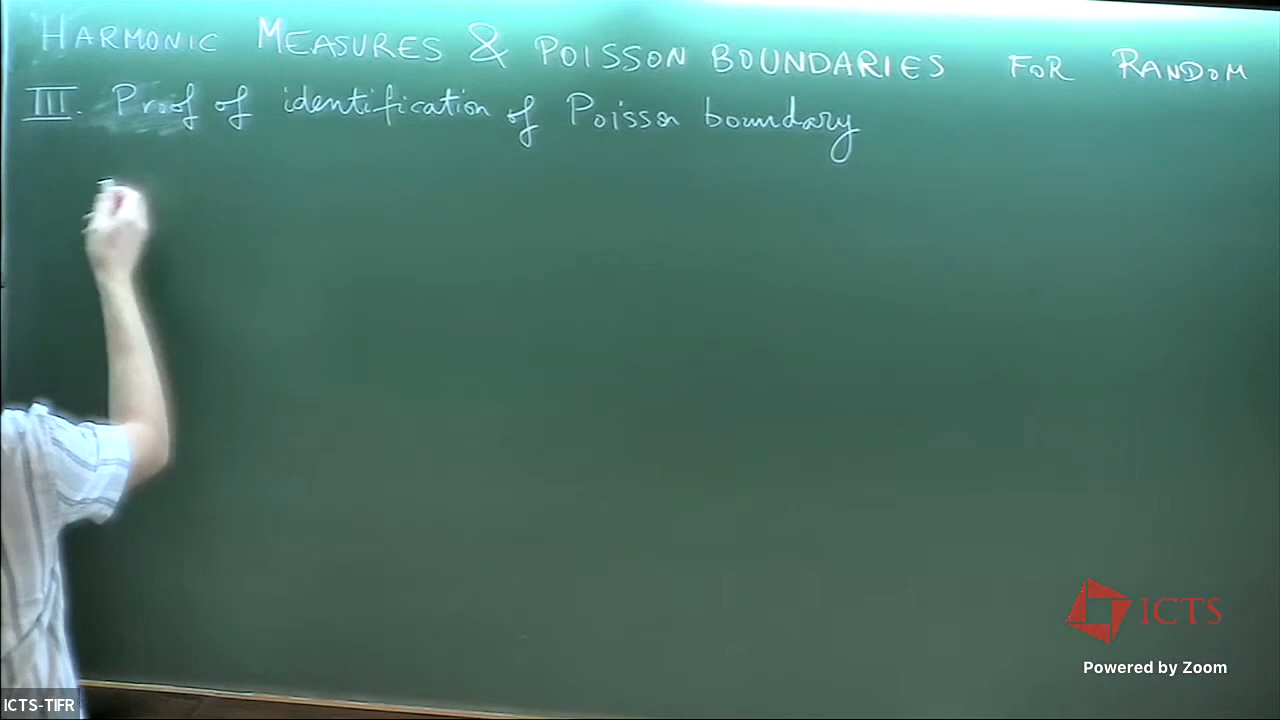 HARMONIC MEASURES & POISSON BOUNDARIES FOR RANDOM
III. Proof of identification of Poisson boundary
ICTS
Powered by Zoom
ICTS-TIFR